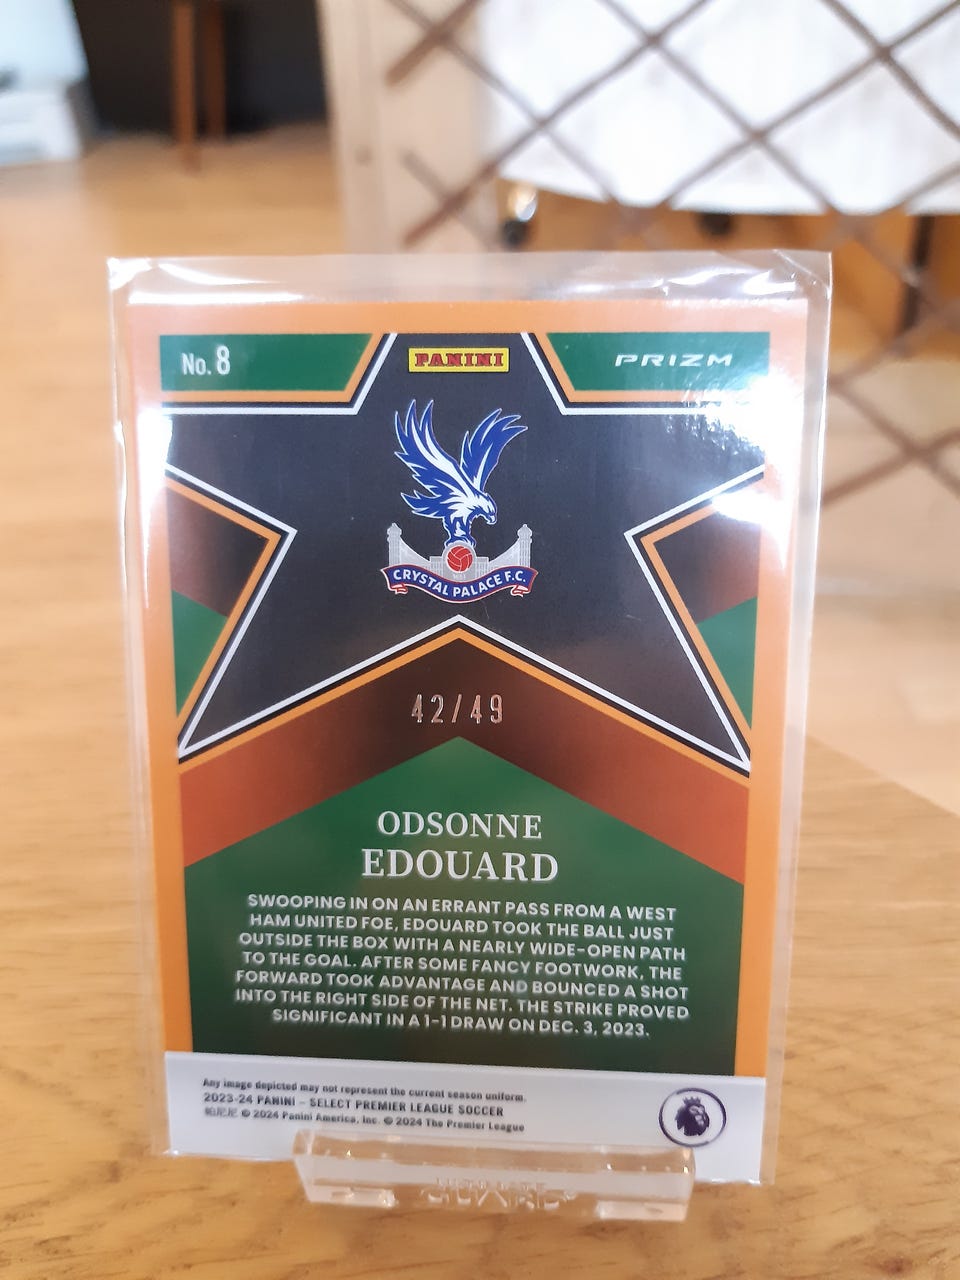 No. 8
PANINI
PRIZM
CRYSTAL PALACE F.C.
42/49
ODSONNE
EDOUARD
SWOOPING IN ON AN ERRANT PASS FROM A WEST
HAM UNITED FOE, EDOUARD TOOK THE BALL JUST
OUTSIDE THE BOX WITH A NEARLY WIDE-OPEN PATH
TO THE GOAL. AFTER SOME FANCY FOOTWORK, THE
FORWARD TOOK ADVANTAGE AND BOUNCED A SHOT
INTO THE RIGHT SIDE OF THE NET. THE STRIKE PROVED
SIGNIFICANT IN A 1-1 DRAW ON DEC. 3, 2023.
Any image depicted may not represent the current season uniform.
2023-24 PANINI – SELECT PREMIER LEAGUE SOCCER
© 2024 Panini America, Inc. © 2024 The Premier League